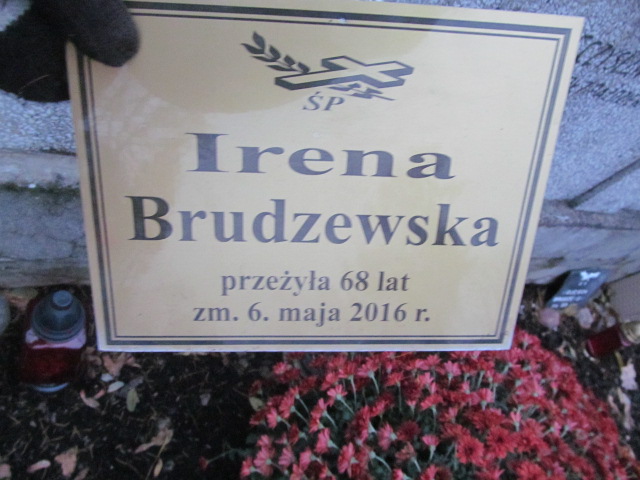 ŚP
Irena
Brudzewska
przeżyła 68 lat
zm. 6. maja 2016 r.